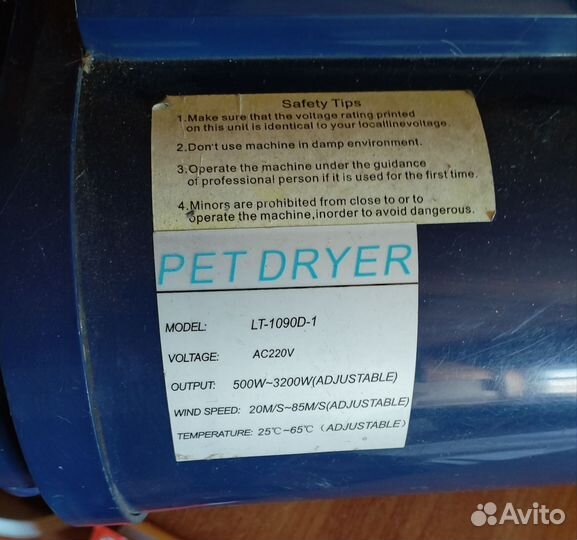 Safety Tips
1.Make sure that the voltage rating printed
on this unit is identical to your locallinevoltage.
2.Don't use machine in damp environment.
3.Operate the machine under the guidance
of professional person if it is used for the first time.
4.Minors are prohibited from close to or to
operate the machine,inorder to avoid dangerous.
PET DRYER
MODEL: LT-1090D-1
VOLTAGE: AC220V
OUTPUT: 500W~3200W(ADJUSTABLE)
WIND SPEED: 20M/S~85M/S(ADJUSTABLE)
TEMPERATURE: 25℃~65℃（ADJUSTABLE）
Avito